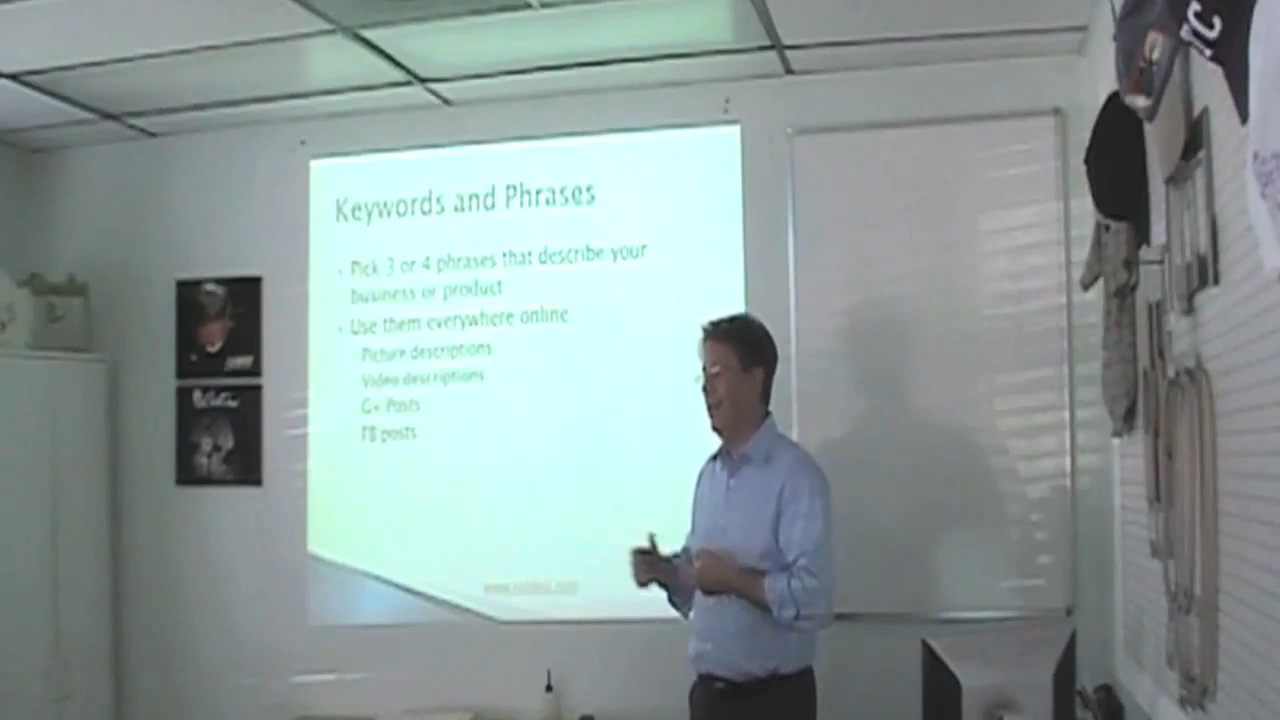 Keywords and Phrases
Pick 3 or 4 phrases that describe your
business or product
Use them everywhere online
Picture descriptions
Video descriptions
G+ Posts
FB posts